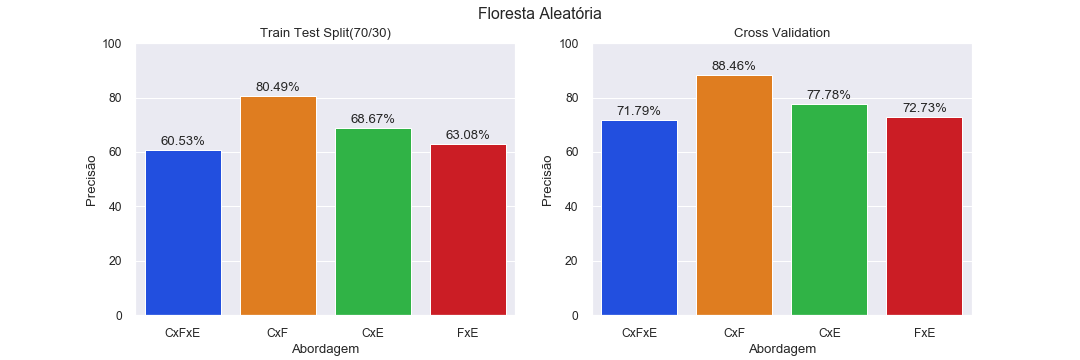 Floresta Aleatória
Train Test Split(70/30)
100
80
60
40
20
0
Precisão
60.53%
80.49%
68.67%
63.08%
CxFxE
CxF
CxE
FxE
Abordagem
Cross Validation
100
80
60
40
20
0
Precisão
71.79%
88.46%
77.78%
72.73%
CxFxE
CxF
CxE
FxE
Abordagem